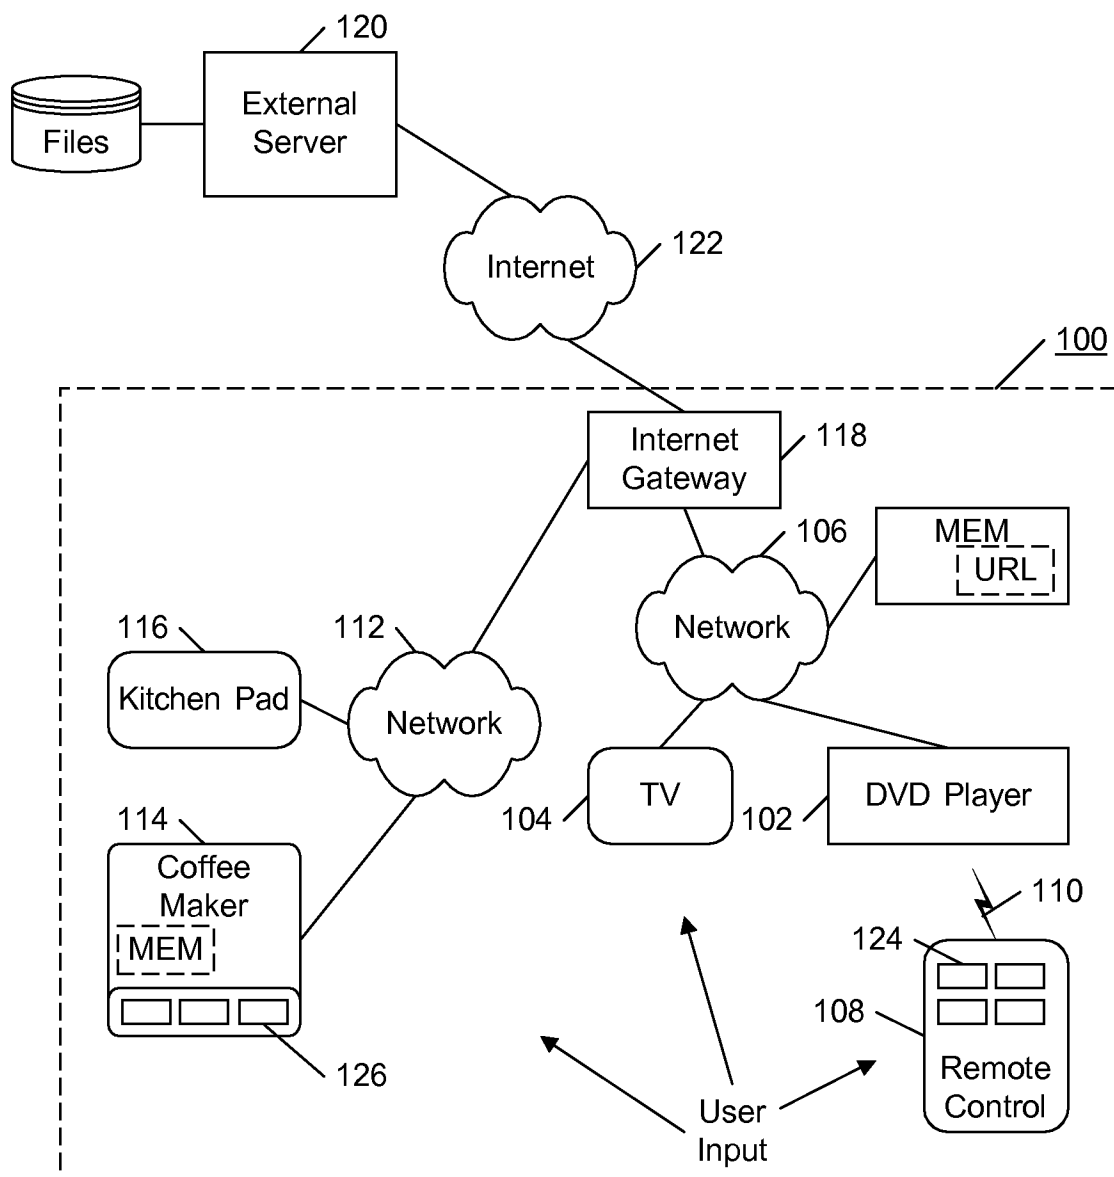 120
External
Server
Files
122
Internet
100
Internet
Gateway
118
106
MEM
URL
116
112
Network
Kitchen Pad
Network
TV
DVD Player
104
102
114
Coffee
Maker
MEM
110
124
108
126
Remote
Control
User
Input